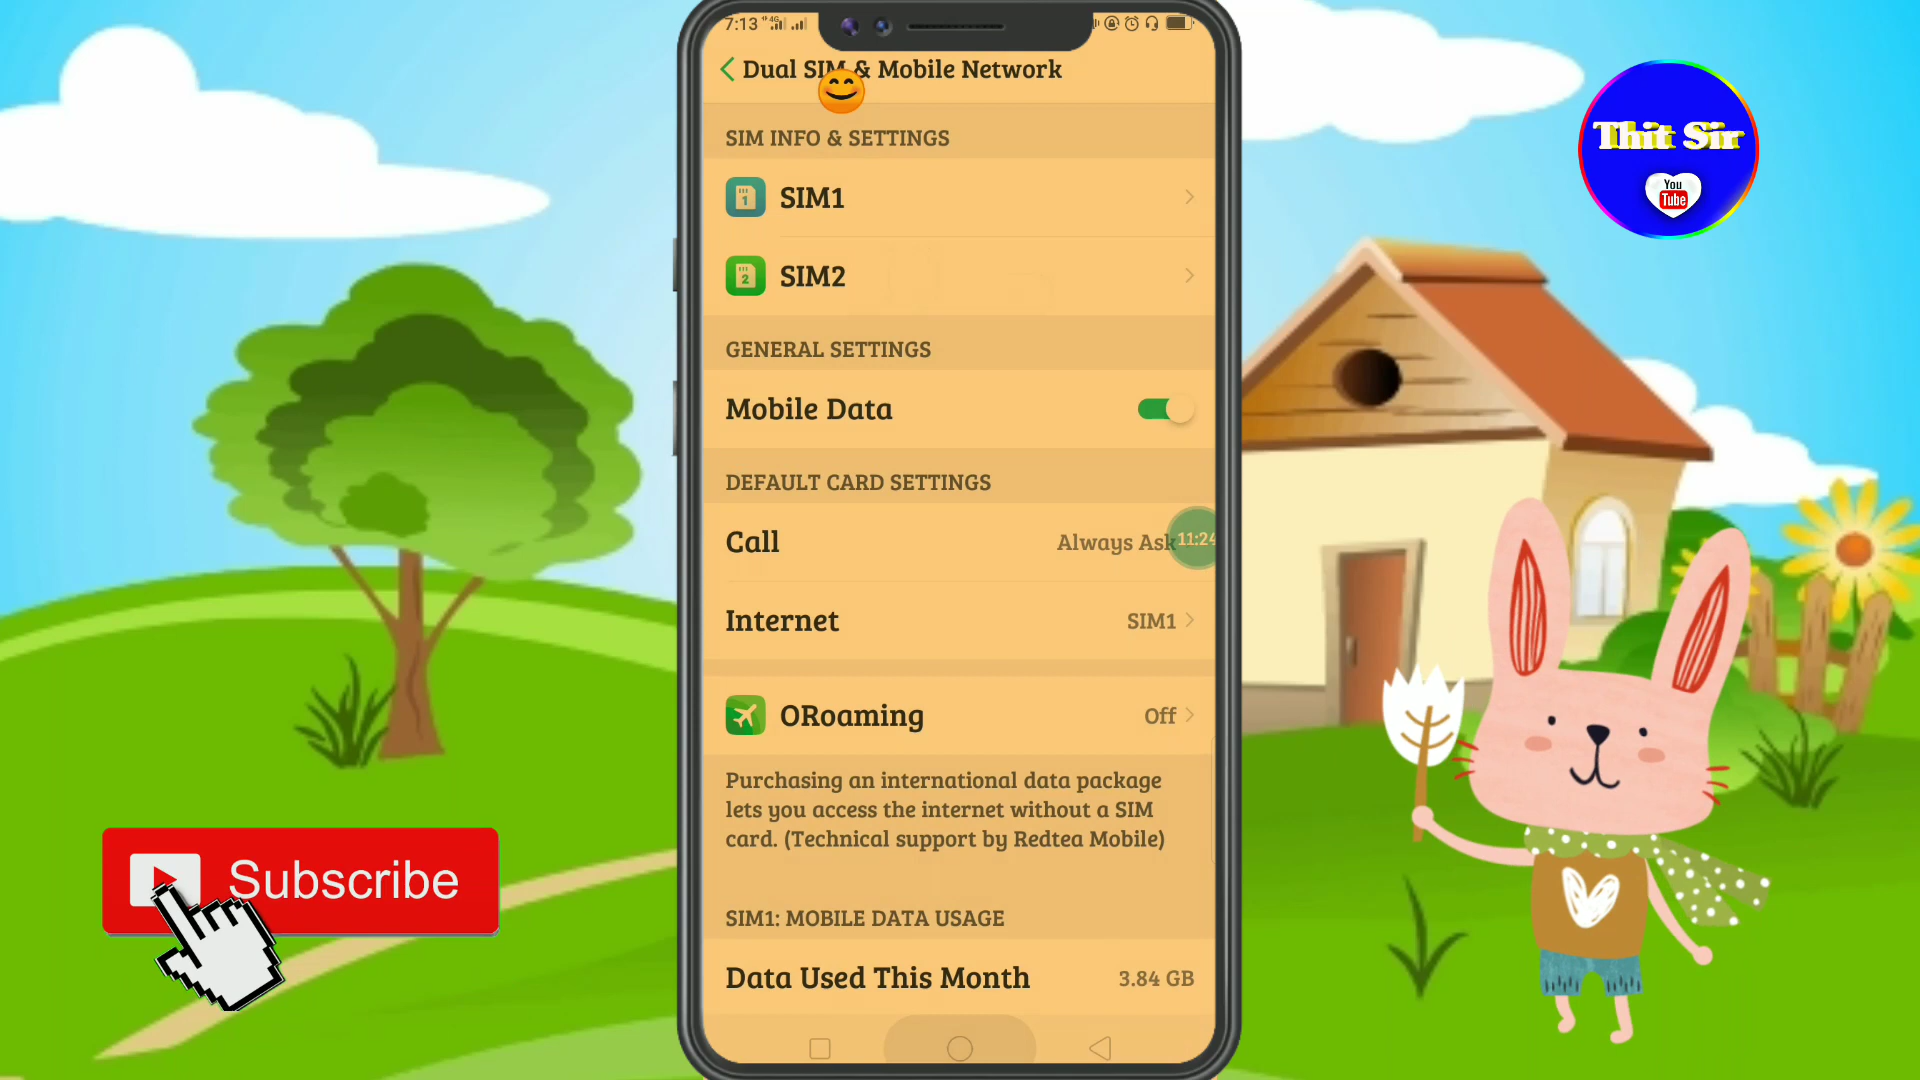 7:13
4G
Dual SIM & Mobile Network
SIM INFO & SETTINGS
1
SIM1
2
SIM2
GENERAL SETTINGS
Mobile Data
DEFAULT CARD SETTINGS
Call
Always Ask
11:24
Internet
SIM1
ORoaming
Off
Purchasing an international data package
lets you access the internet without a SIM
card. (Technical support by Redtea Mobile)
SIM1: MOBILE DATA USAGE
Data Used This Month
3.84 GB
Thit Sir
You
Tube
Subscribe